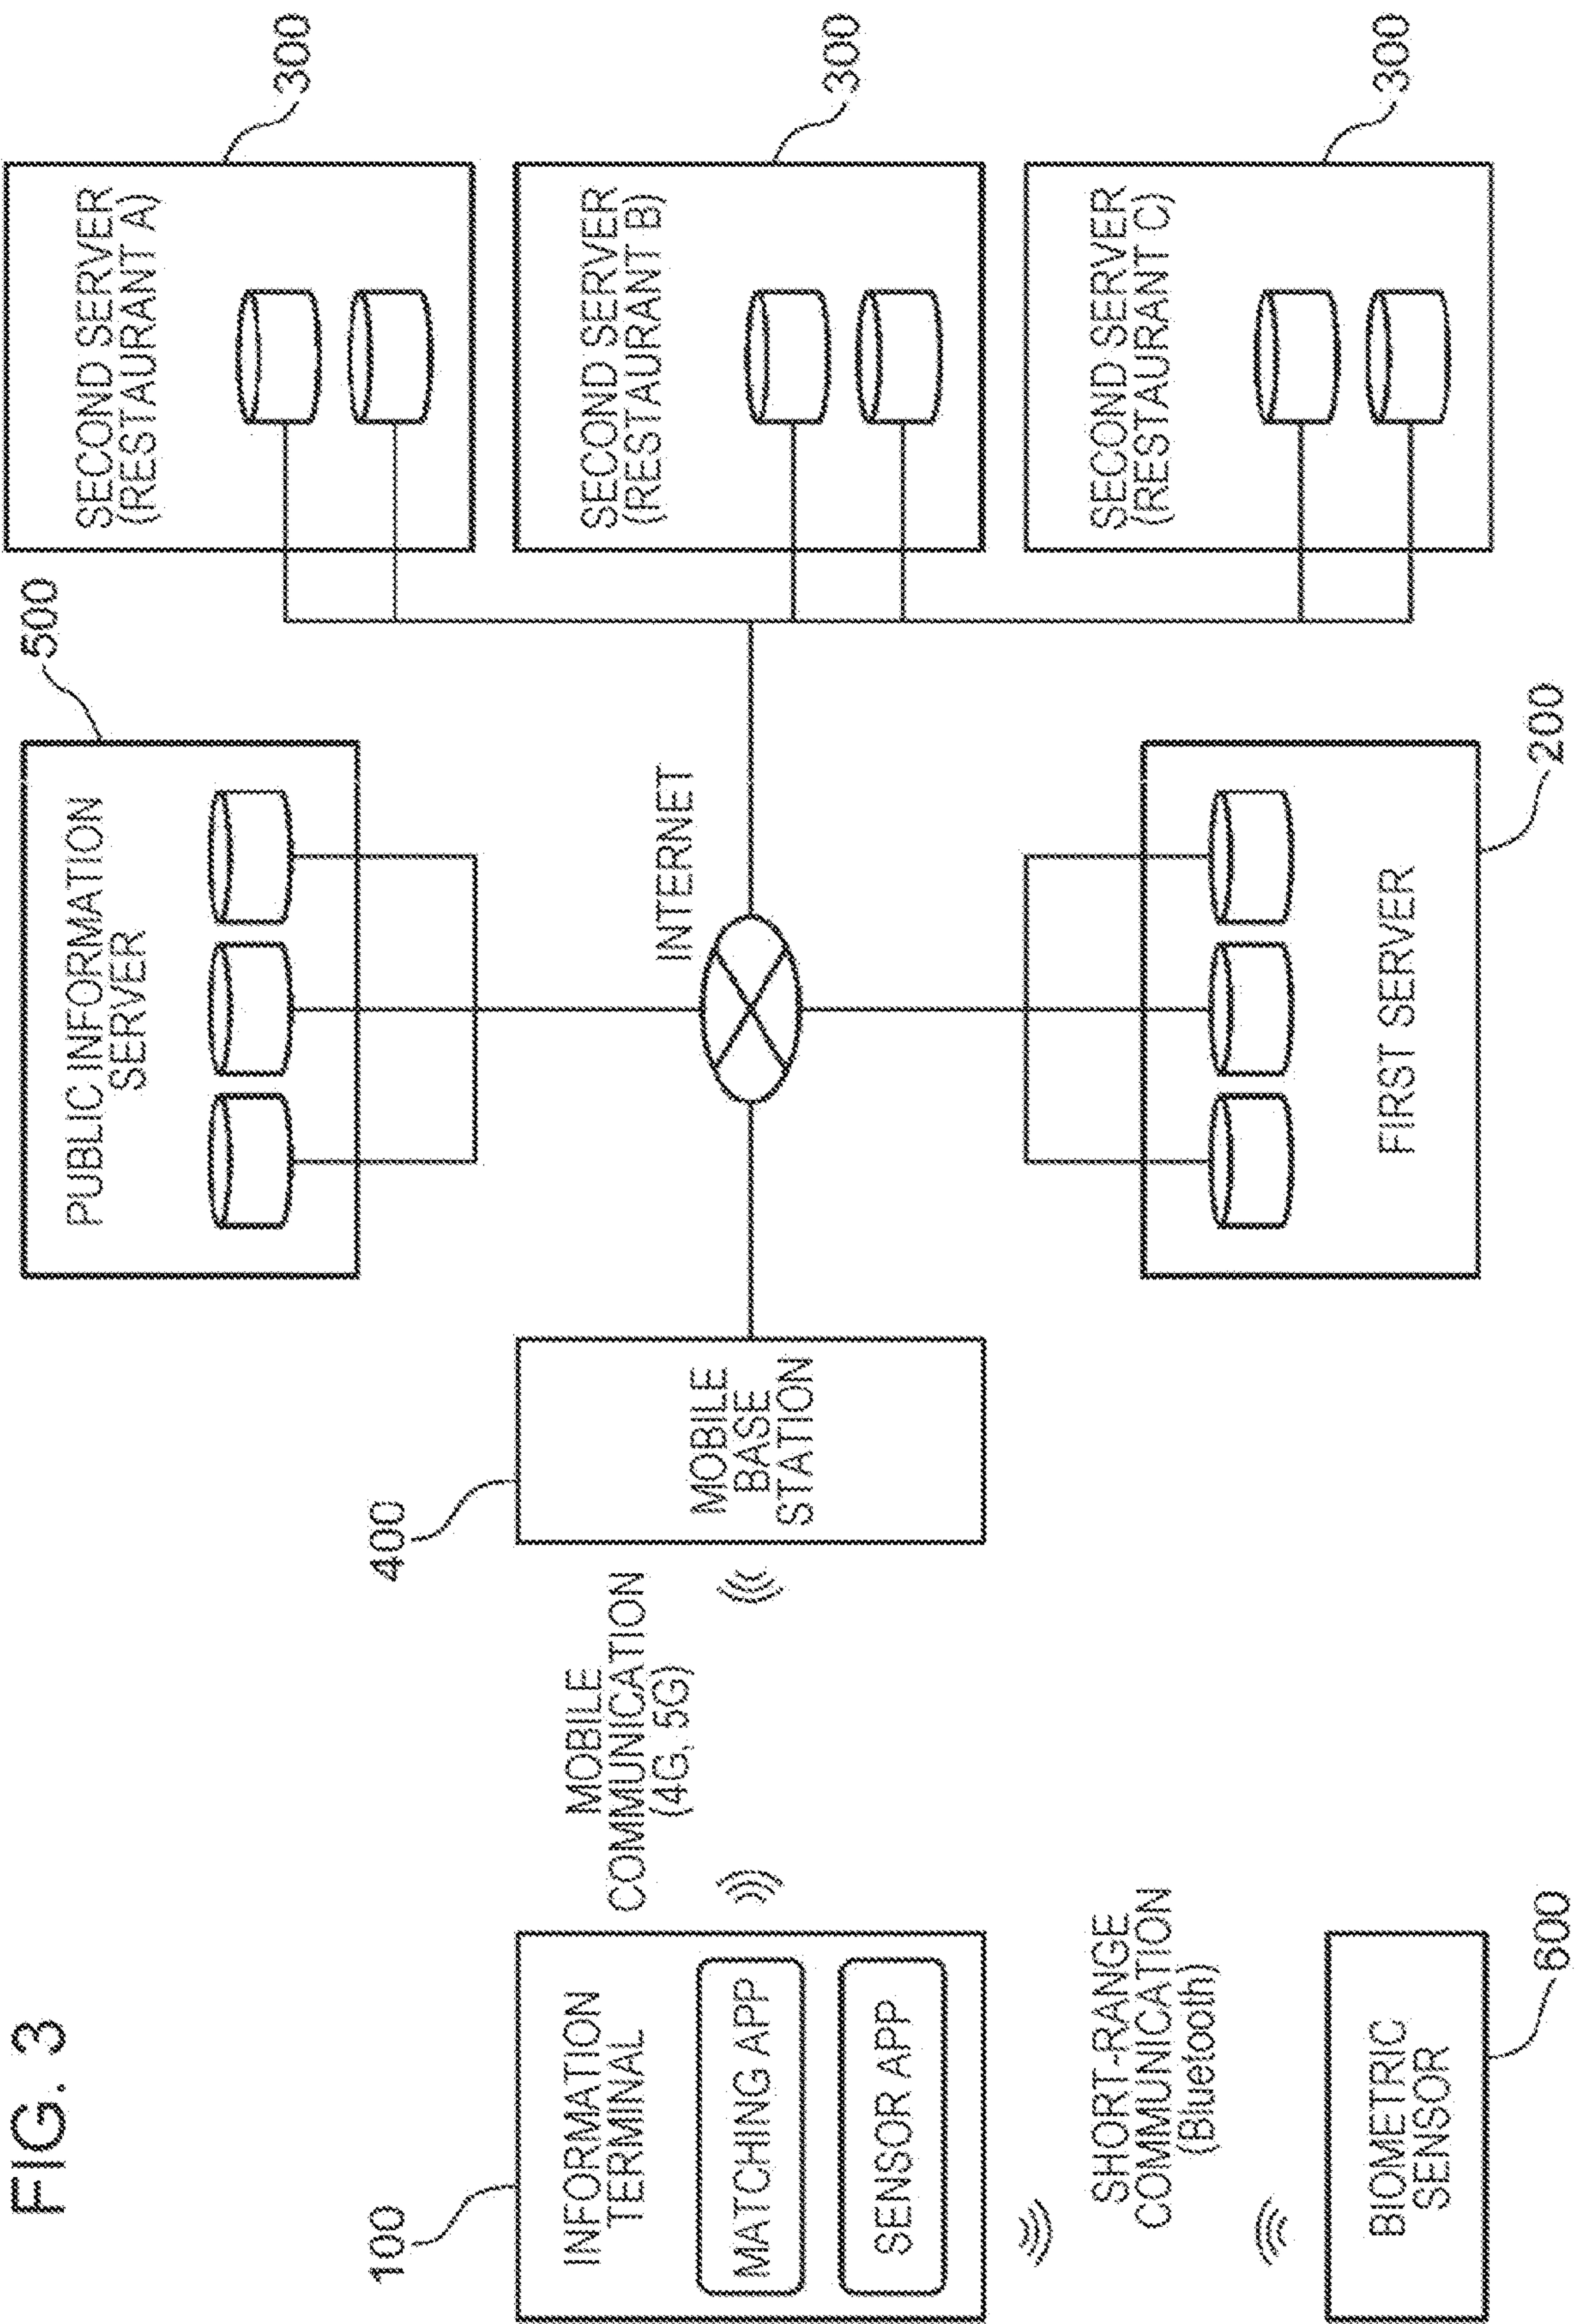 FIG. 3
500
PUBLIC INFORMATION
SERVER
300
SECOND SERVER
(RESTAURANT A)
100
INFORMATION
TERMINAL
MATCHING APP
SENSOR APP
MOBILE
COMMUNICATION
(4G, 5G)
400
MOBILE
BASE
STATION
INTERNET
300
SECOND SERVER
(RESTAURANT B)
SHORT-RANGE
COMMUNICATION
(Bluetooth)
BIOMETRIC
SENSOR
600
FIRST SERVER
200
300
SECOND SERVER
(RESTAURANT C)